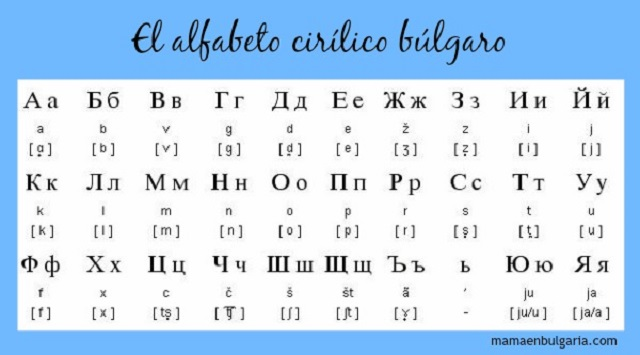 El alfabeto cirílico búlgaro
Аа Бб Вв Гг Дд Ее Жж Зз Ии Йй
a b v g d e ž z i j
[a̠] [b] [v] [g] [d̪] [e] [ʒ] [z̪] [i] [j]
Кк Лл Мм Нн Оо Пп Рр Сс Тт Уу
k l m n o p r s t u
[k] [l] [m] [n] [o] [p] [r] [s̪] [t̪] [u]
Фф Хх Цц Чч Шш Щщ Ъъ ь Юю Яя
f x c č š št ă ′ ju ja
[f] [x] [ʃ] [ʃt] - [ju/u] [ja/a]
mamaenbulgaria.com